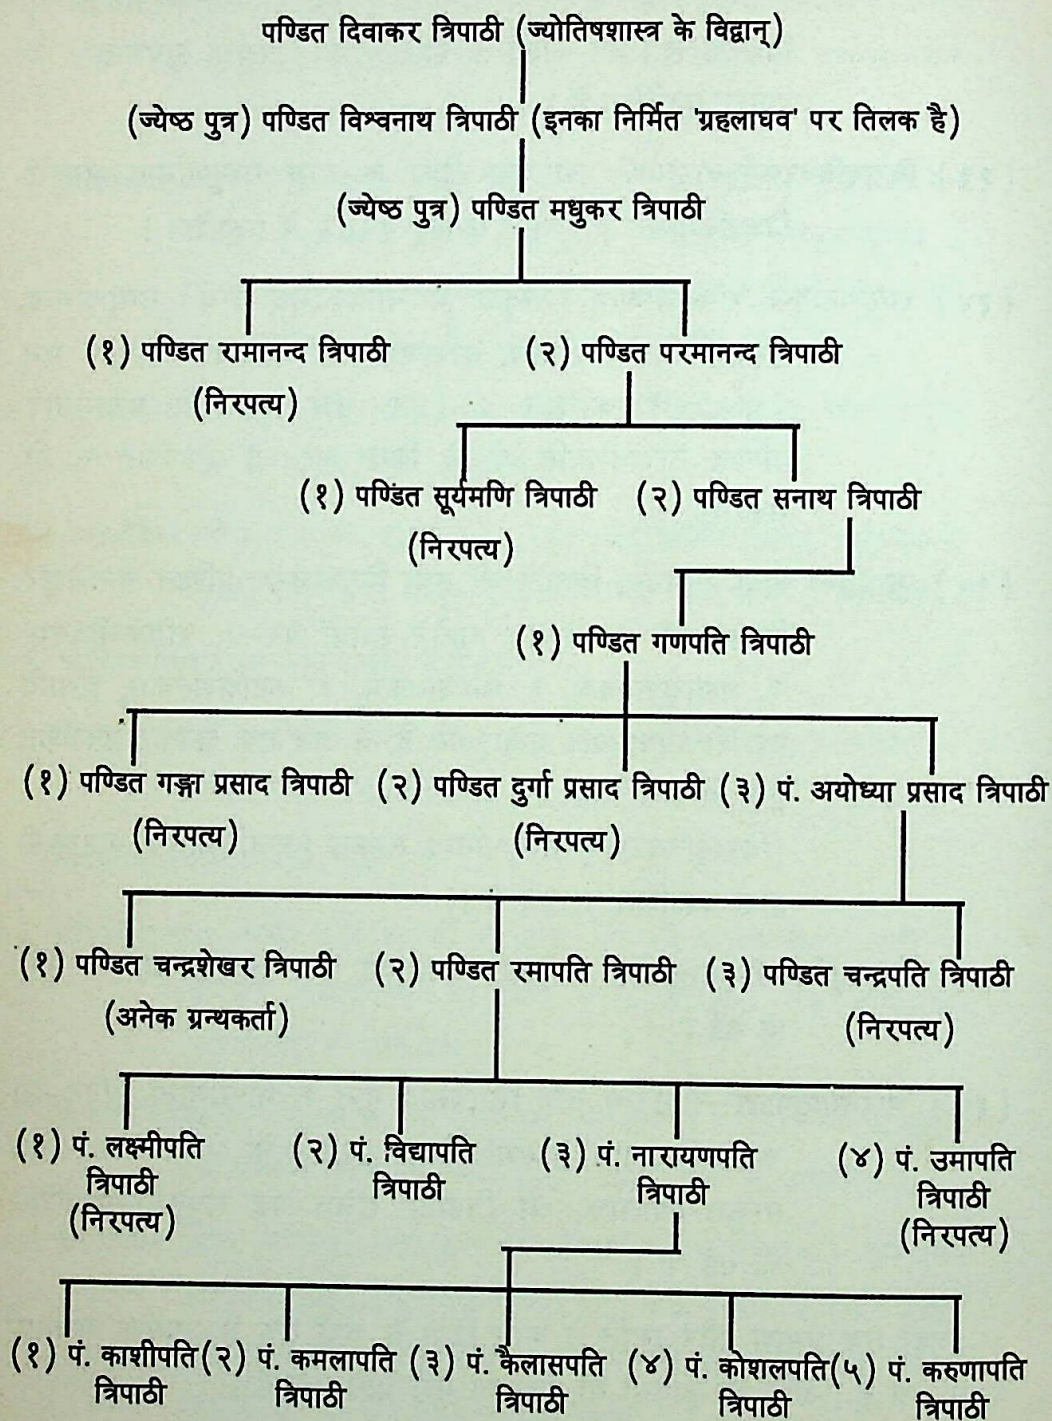 पण्डित दिवाकर त्रिपाठी (ज्योतिषशास्त्र के विद्वान्)
(ज्येष्ठ पुत्र) पण्डित विश्वनाथ त्रिपाठी (इनका निर्मित 'ग्रहलाघव' पर तिलक है)
(ज्येष्ठ पुत्र) पण्डित मधुकर त्रिपाठी
(१) पण्डित रामानन्द त्रिपाठी (२) पण्डित परमानन्द त्रिपाठी
(निरपत्य)
(१) पण्डित सूर्यमणि त्रिपाठी (२) पण्डित सनाथ त्रिपाठी
(निरपत्य)
(१) पण्डित गणपति त्रिपाठी
(१) पण्डित गङ्गा प्रसाद त्रिपाठी (२) पण्डित दुर्गा प्रसाद त्रिपाठी (३) पं. अयोध्या प्रसाद त्रिपाठी
(निरपत्य) (निरपत्य)
(१) पण्डित चन्द्रशेखर त्रिपाठी (२) पण्डित रमापति त्रिपाठी (३) पण्डित चन्द्रपति त्रिपाठी
(अनेक ग्रन्थकर्ता) (निरपत्य)
(१) पं. लक्ष्मीपति (२) पं. विद्यापति (३) पं. नारायणपति (४) पं. उमापति
त्रिपाठी त्रिपाठी त्रिपाठी त्रिपाठी
(निरपत्य) (निरपत्य)
(१) पं. काशीपति (२) पं. कमलापति (३) पं. कैलासपति (४) पं. कोशलपति (५) पं. करुणापति
त्रिपाठी त्रिपाठी त्रिपाठी त्रिपाठी त्रिपाठी